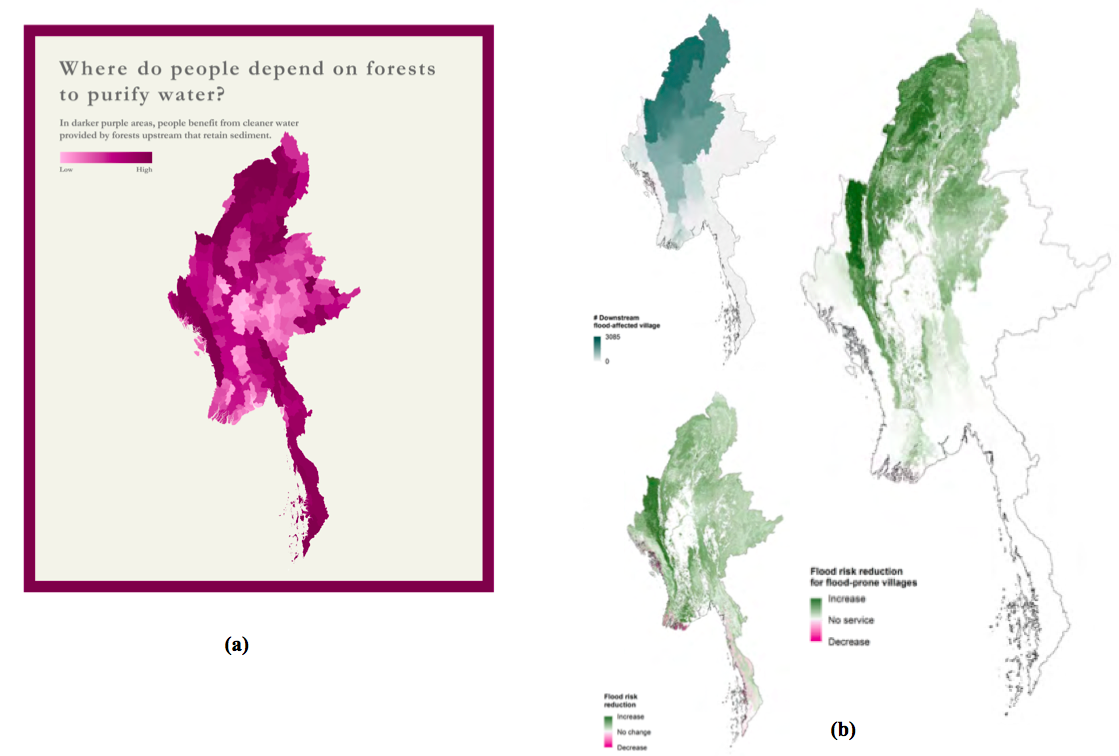 Where do people depend on forests
to purify water?
In darker purple areas, people benefit from cleaner water
provided by forests upstream that retain sediment.
Low High
(a)
# Downstream
flood-affected village
3085
0
Flood risk
reduction
Increase
No change
Decrease
Flood risk reduction
for flood-prone villages
Increase
No service
Decrease
(b)